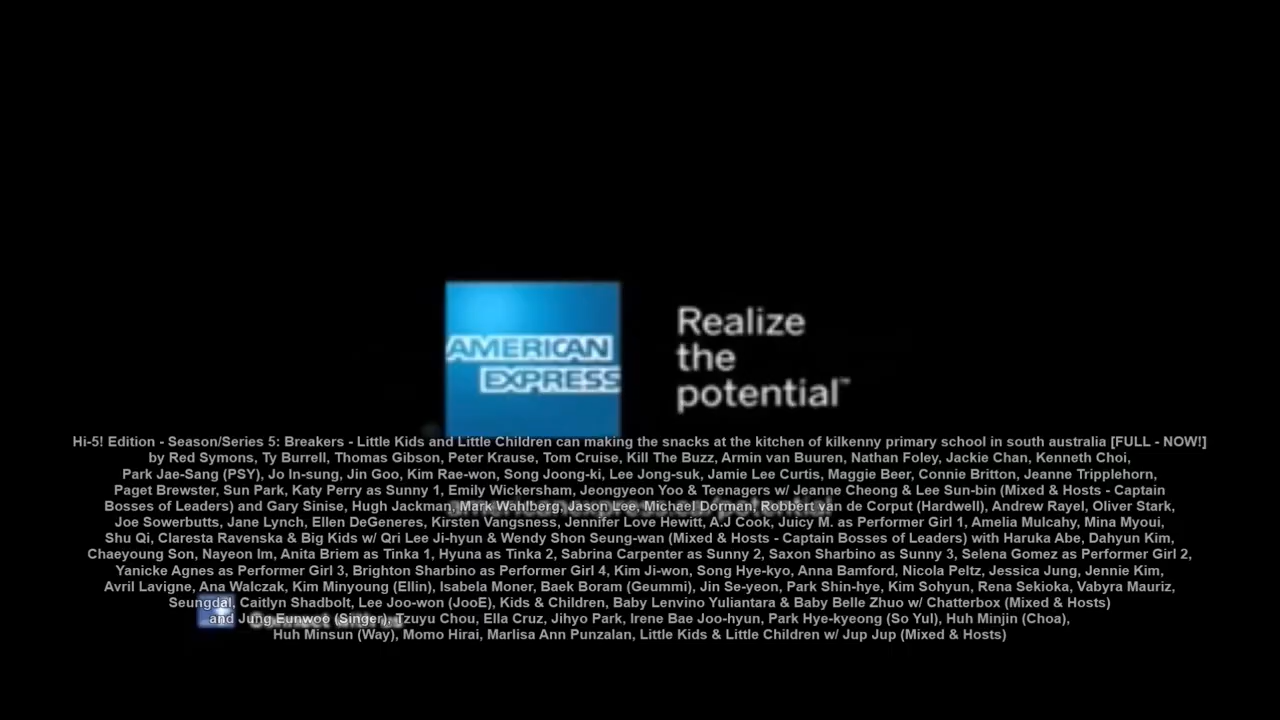 AMERICAN
EXPRESS
Realize
the
potential™
Hi-5! Edition - Season/Series 5: Breakers - Little Kids and Little Children can making the snacks at the kitchen of kilkenny primary school in south australia [FULL - NOW!]
by Red Symons, Ty Burrell, Thomas Gibson, Peter Krause, Tom Cruise, Kill The Buzz, Armin van Buuren, Nathan Foley, Jackie Chan, Kenneth Choi,
Park Jae-Sang (PSY), Jo In-sung, Jin Goo, Kim Rae-won, Song Joong-ki, Lee Jong-suk, Jamie Lee Curtis, Maggie Beer, Connie Britton, Jeanne Tripplehorn,
Paget Brewster, Sun Park, Katy Perry as Sunny 1, Emily Wickersham, Jeongyeon Yoo & Teenagers w/ Jeanne Cheong & Lee Sun-bin (Mixed & Hosts - Captain
Bosses of Leaders) and Gary Sinise, Hugh Jackman, Mark Wahlberg, Jason Lee, Michael Dorman, Robbert van de Corput (Hardwell), Andrew Rayel, Oliver Stark,
americanexpress.com/potential
Joe Sowerbutts, Jane Lynch, Ellen DeGeneres, Kirsten Vangsness, Jennifer Love Hewitt, A.J Cook, Juicy M. as Performer Girl 1, Amelia Mulcahy, Mina Myoui,
Shu Qi, Claresta Ravenska & Big Kids w/ Qri Lee Ji-hyun & Wendy Shon Seung-wan (Mixed & Hosts - Captain Bosses of Leaders) with Haruka Abe, Dahyun Kim,
Chaeyoung Son, Nayeon Im, Anita Briem as Tinka 1, Hyuna as Tinka 2, Sabrina Carpenter as Sunny 2, Saxon Sharbino as Sunny 3, Selena Gomez as Performer Girl 2,
Yanicke Agnes as Performer Girl 3, Brighton Sharbino as Performer Girl 4, Kim Ji-won, Song Hye-kyo, Anna Bamford, Nicola Peltz, Jessica Jung, Jennie Kim,
Avril Lavigne, Ana Walczak, Kim Minyoung (Ellin), Isabela Moner, Baek Boram (Geummi), Jin Se-yeon, Park Shin-hye, Kim Sohyun, Rena Sekioka, Vabyra Mauriz,
Seungdal, Caitlyn Shadbolt, Lee Joo-won (JooE), Kids & Children, Baby Lenvino Yuliantara & Baby Belle Zhuo w/ Chatterbox (Mixed & Hosts)
and Jung Eunwoo (Singer), Tzuyu Chou, Ella Cruz, Jihyo Park, Irene Bae Joo-hyun, Park Hye-kyeong (So Yul), Huh Minjin (Choa),
Huh Minsun (Way), Momo Hirai, Marlisa Ann Punzalan, Little Kids & Little Children w/ Jup Jup (Mixed & Hosts)